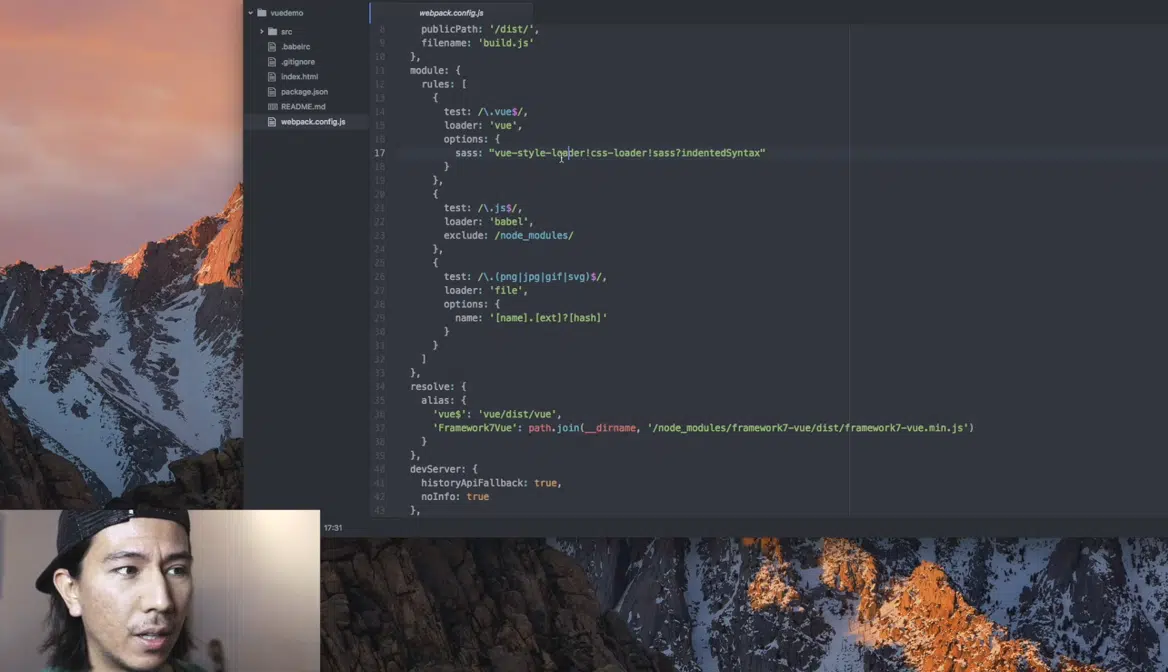 vuedemo
src
.babelrc
.gitignore
index.html
package.json
README.md
webpack.config.js
webpack.config.js
8 publicPath: '/dist/',
9 filename: 'build.js'
10 },
11 module: {
12 rules: [
13 {
14 test: /\.vue$/,
15 loader: 'vue',
16 options: {
17 sass: "vue-style-loader!css-loader!sass?indentedSyntax"
18 }
19 },
20 {
21 test: /\.js$/,
22 loader: 'babel',
23 exclude: /node_modules/
24 },
25 {
26 test: /\.(png|jpg|gif|svg)$/,
27 loader: 'file',
28 options: {
29 name: '[name].[ext]?[hash]'
30 }
31 }
32 ]
33 },
34 resolve: {
35 alias: {
36 'vue$': 'vue/dist/vue',
37 'Framework7Vue': path.join(__dirname, '/node_modules/framework7-vue/dist/framework7-vue.min.js')
38 }
39 },
40 devServer: {
41 historyApiFallback: true,
42 noInfo: true
43 },
17:31